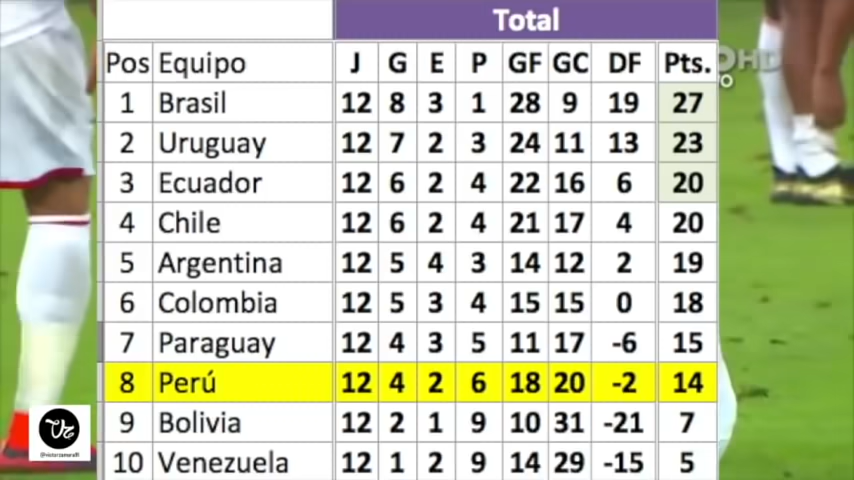 Total
Pos Equipo J G E P GF GC DF Pts.
1 Brasil 12 8 3 1 28 9 19 27
2 Uruguay 12 7 2 3 24 11 13 23
3 Ecuador 12 6 2 4 22 16 6 20
4 Chile 12 6 2 4 21 17 4 20
5 Argentina 12 5 4 3 14 12 2 19
6 Colombia 12 5 3 4 15 15 0 18
7 Paraguay 12 4 3 5 11 17 -6 15
8 Perú 12 4 2 6 18 20 -2 14
9 Bolivia 12 2 1 9 10 31 -21 7
10 Venezuela 12 1 2 9 14 29 -15 5
HD